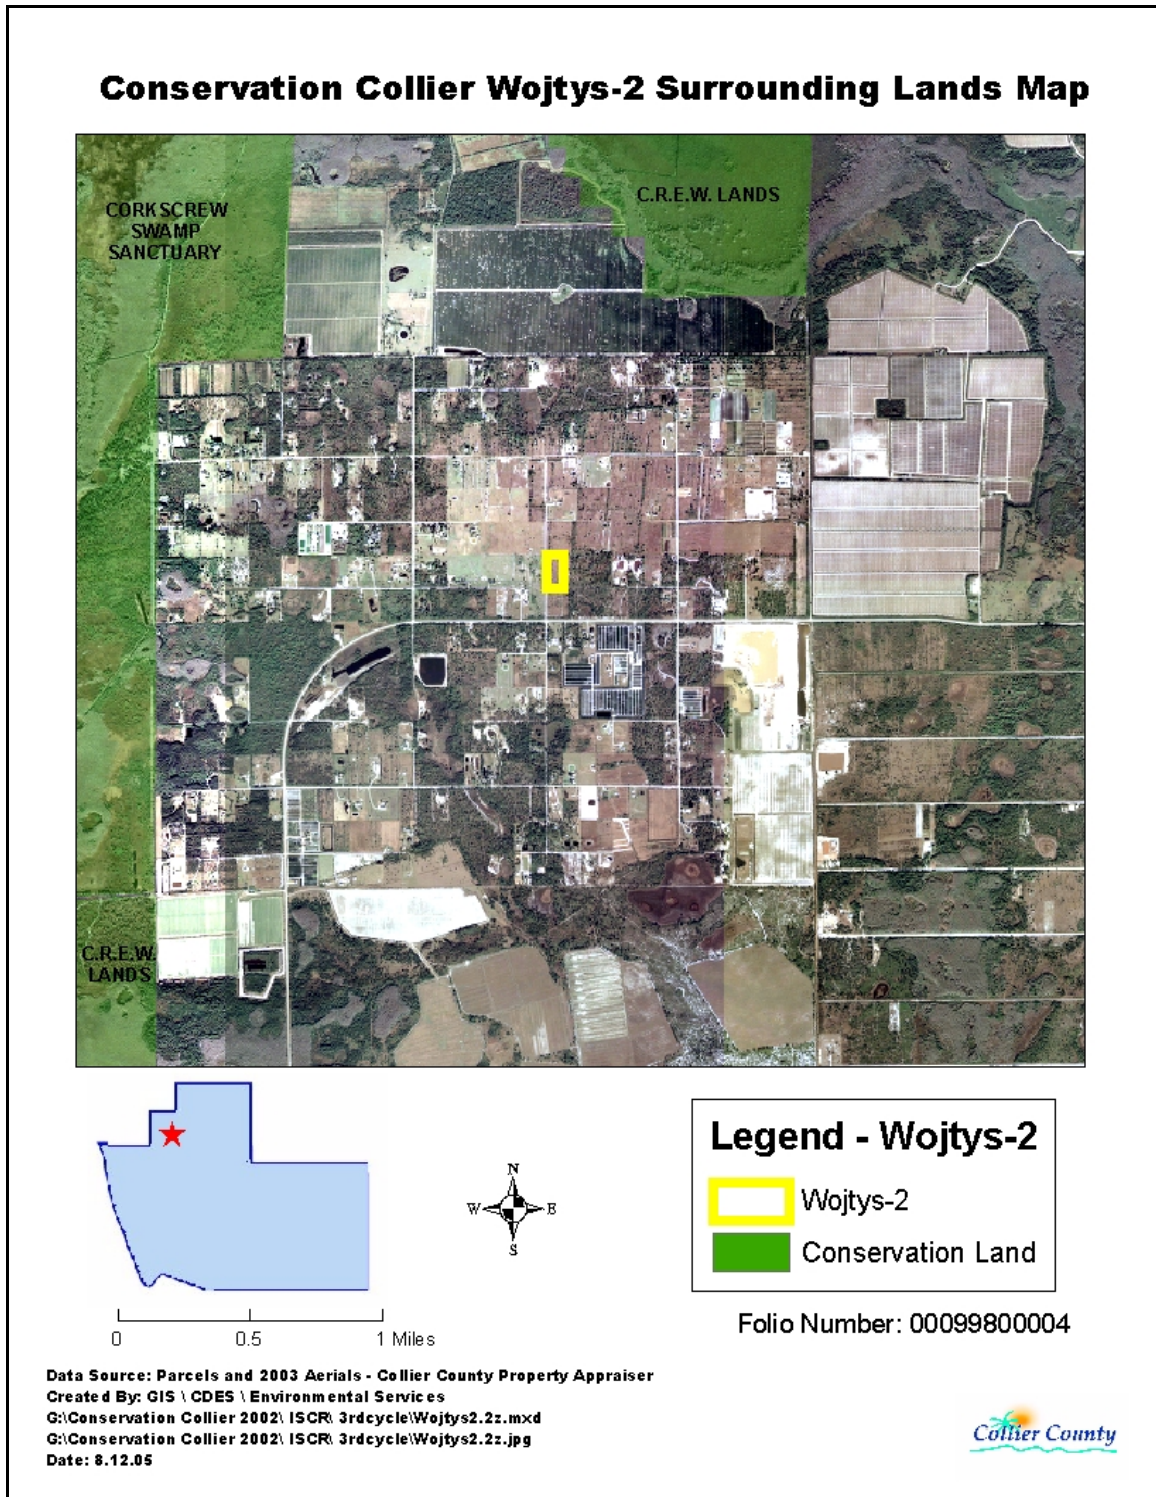 Conservation Collier Wojtys-2 Surrounding Lands Map
CORKSCREW
SWAMP
SANCTUARY
C.R.E.W. LANDS
C.R.E.W.
LANDS
N
W E
S
0 0.5 1 Miles
Legend - Wojtys-2
Wojtys-2
Conservation Land
Folio Number: 00099800004
Data Source: Parcels and 2003 Aerials - Collier County Property Appraiser
Created By: GIS \ CDES \ Environmental Services
G:\Conservation Collier 2002\ ISCR\ 3rdcycle\Wojtys2.2z.mxd
G:\Conservation Collier 2002\ ISCR\ 3rdcycle\Wojtys2.2z.jpg
Date: 8.12.05
Collier County